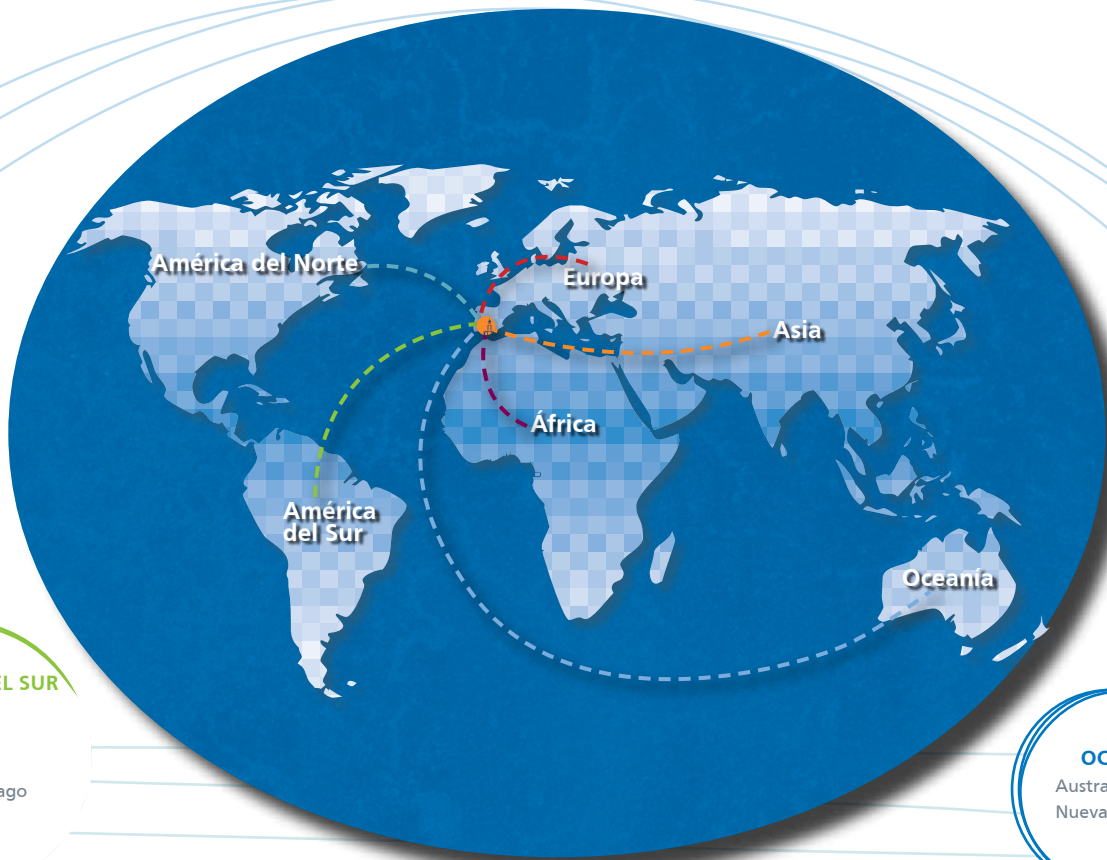 América del Norte
Europa
Asia
África
América
del Sur
Oceanía
EL SUR
ago
OC
Austra
Nueva